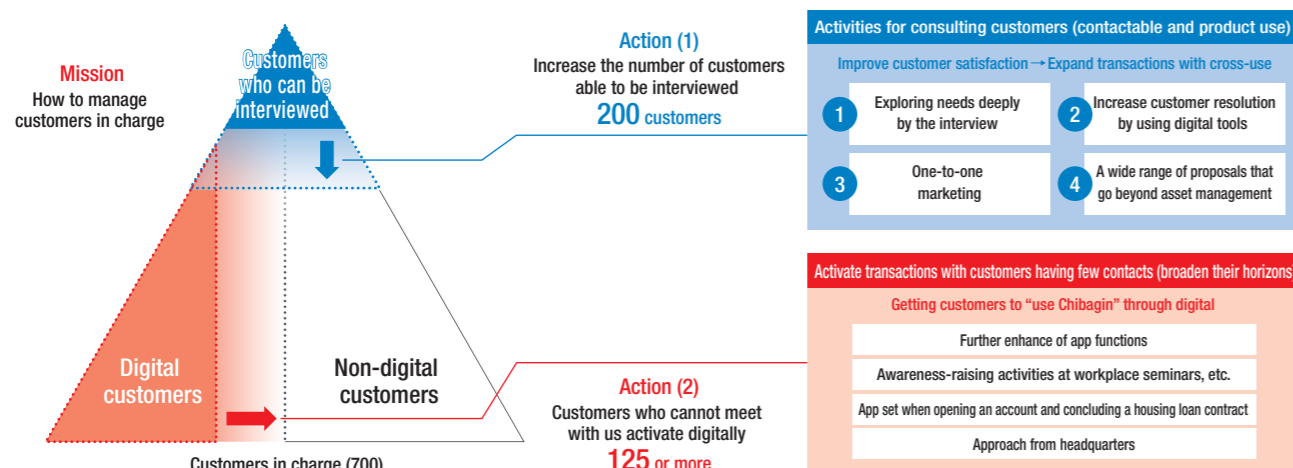 Mission
How to manage
customers in charge
Customers
who can be
interviewed
Digital
customers
Non-digital
customers
Customers in charge (700)
Action (1)
Increase the number of customers
able to be interviewed
200 customers
Action (2)
Customers who cannot meet
with us activate digitally
125 or more
Activities for consulting customers (contactable and product use)
Improve customer satisfaction → Expand transactions with cross-use
1
Exploring needs deeply
by the interview
2
Increase customer resolution
by using digital tools
3
One-to-one
marketing
4
A wide range of proposals that
go beyond asset management
Activate transactions with customers having few contacts (broaden their horizons)
Getting customers to “use Chibagin” through digital
Further enhance of app functions
Awareness-raising activities at workplace seminars, etc.
App set when opening an account and concluding a housing loan contract
Approach from headquarters